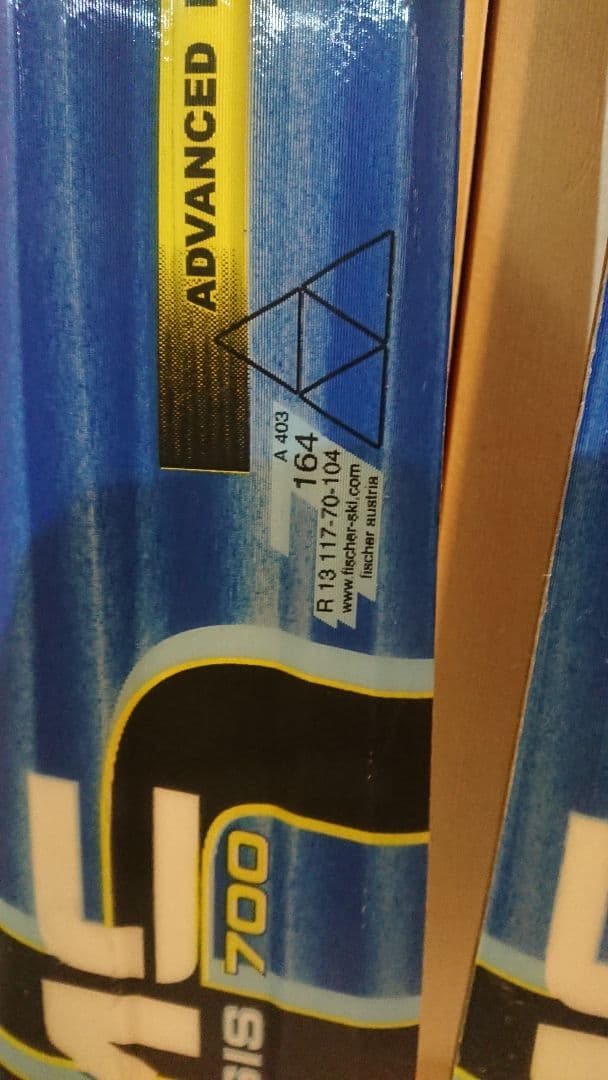 ADVANCED
A 403
164
R 13 117-70-104
www.fischer-ski.com
fischer austria
700